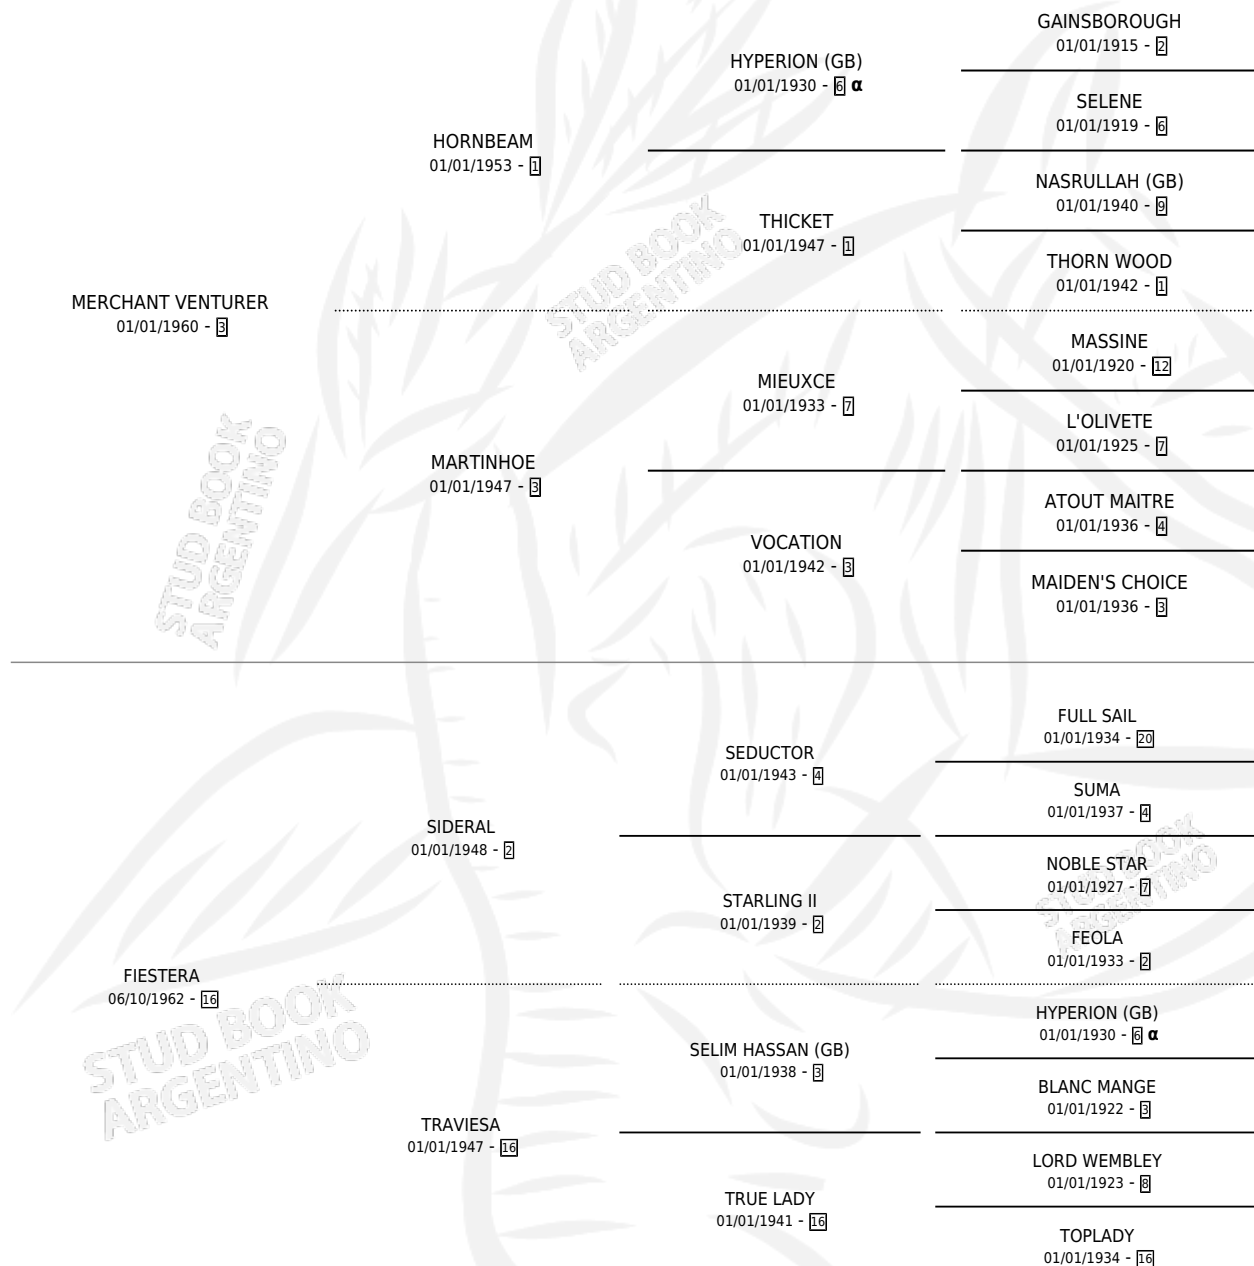 GAINSBOROUGH
01/01/1915 - 2
HYPERION (GB)
01/01/1930 - 6 α
SELENE
01/01/1919 - 6
HORNBEAM
01/01/1953 - 1
NASRULLAH (GB)
01/01/1940 - 9
THICKET
01/01/1947 - 1
THORN WOOD
01/01/1942 - 1
MERCHANT VENTURER
01/01/1960 - 3
MASSINE
01/01/1920 - 12
MIEUXCE
01/01/1933 - 7
L'OLIVETE
01/01/1925 - 7
MARTINHOE
01/01/1947 - 3
ATOUT MAITRE
01/01/1936 - 4
VOCATION
01/01/1942 - 3
MAIDEN'S CHOICE
01/01/1936 - 3
FULL SAIL
01/01/1934 - 20
SEDUCTOR
01/01/1943 - 4
SUMA
01/01/1937 - 4
SIDERAL
01/01/1948 - 2
NOBLE STAR
01/01/1927 - 7
STARLING II
01/01/1939 - 2
FEOLA
01/01/1933 - 2
FIESTERA
06/10/1962 - 16
HYPERION (GB)
01/01/1930 - 6 α
SELIM HASSAN (GB)
01/01/1938 - 3
BLANC MANGE
01/01/1922 - 3
TRAVIESA
01/01/1947 - 16
LORD WEMBLEY
01/01/1923 - 8
TRUE LADY
01/01/1941 - 16
TOPLADY
01/01/1934 - 16
STUD BOOK
ARGENTINO
STUD BOOK
ARGENTINO
STUD BOOK
ARGENTINO
STUD BOOK
ARGENTINO